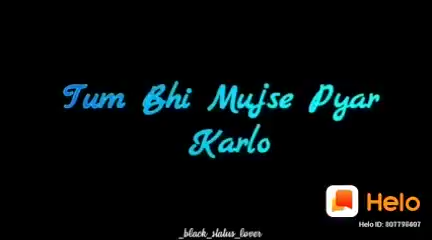 Tum Bhi Mujse Pyar
Karlo
Helo
Helo ID: 807798607
_black_status_lover